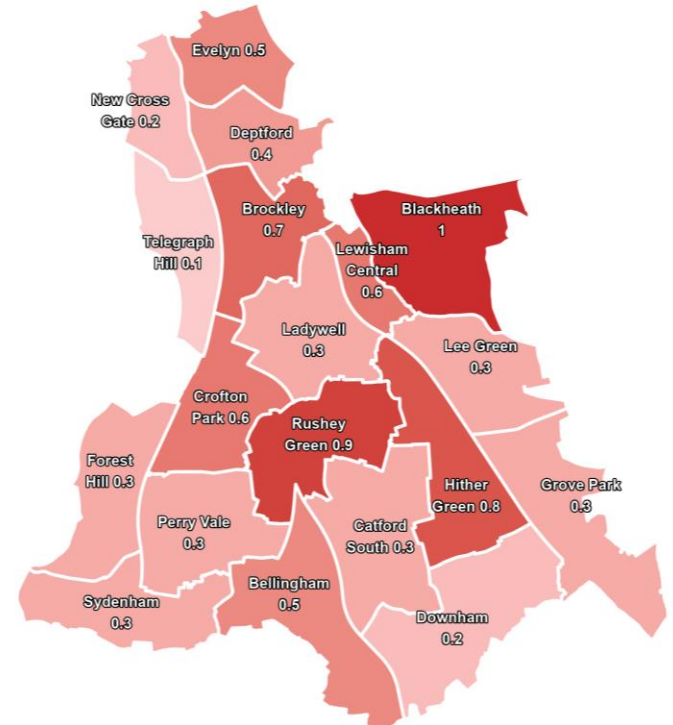 Evelyn 0.5
New Cross
Gate 0.2
Deptford
0.4
Brockley
0.7
Blackheath
1
Telegraph
Hill 0.1
Lewisham
Central
0.6
Ladywell
0.3
Lee Green
0.3
Crofton
Park 0.6
Rushey
Green 0.9
Forest
Hill 0.3
Hither
Green 0.8
Grove Park
0.3
Perry Vale
0.3
Catford
South 0.3
Bellingham
0.5
Sydenham
0.3
Downham
0.2